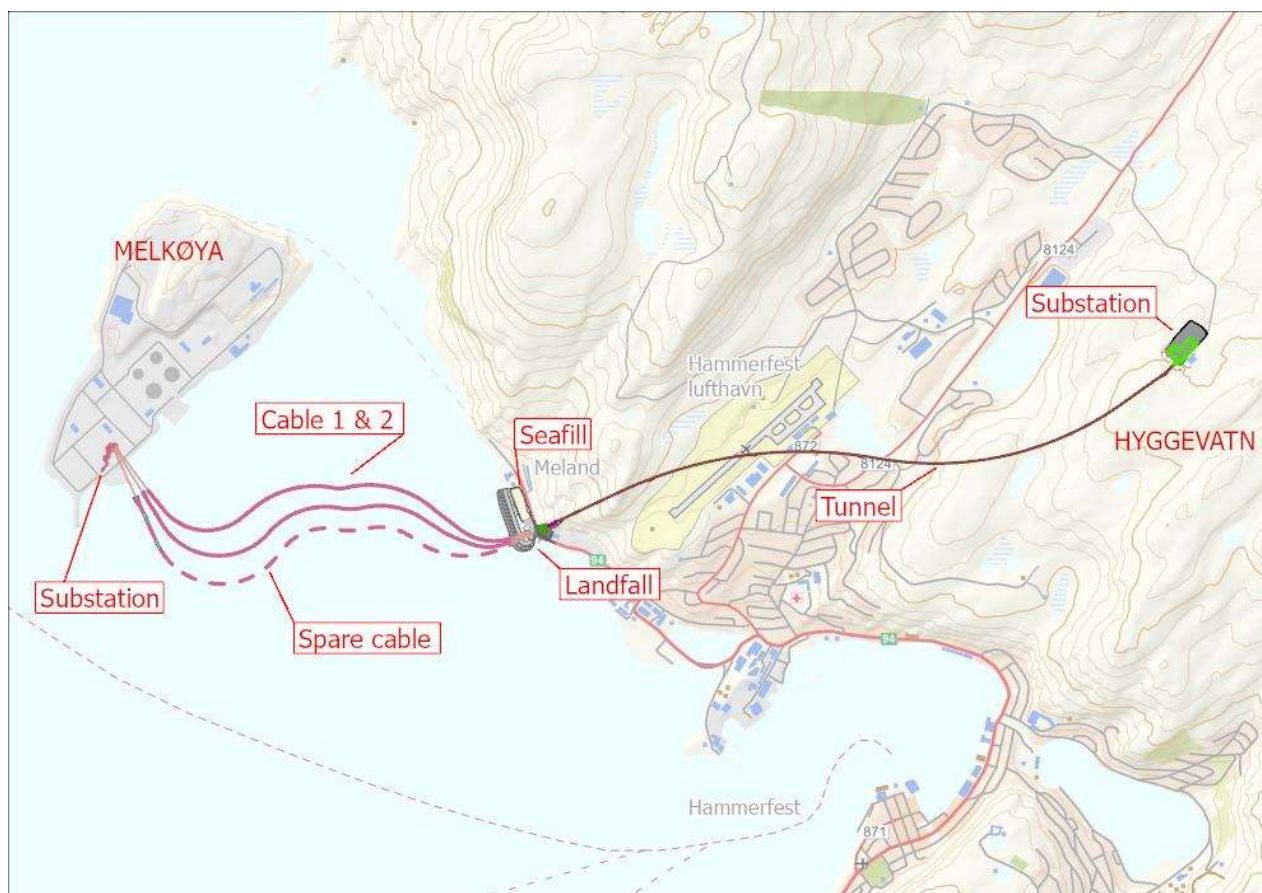 MELKØYA
8124
Substation
Hammerfest
lufthavn
Cable 1 & 2
Seafill
Meland
872
8124
HYGGEVATN
Tunnel
94
Landfall
Substation
Spare cable
94
Hammerfest
871